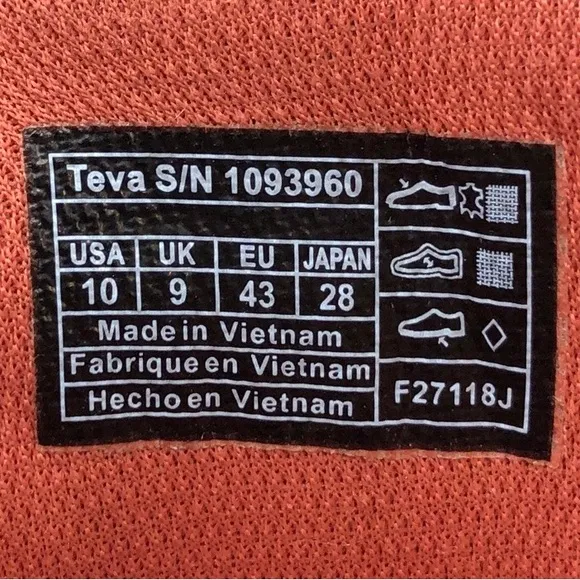 Teva S/N 1093960
USA UK EU JAPAN
10 9 43 28
Made in Vietnam
Fabrique en Vietnam
Hecho en Vietnam
F27118J